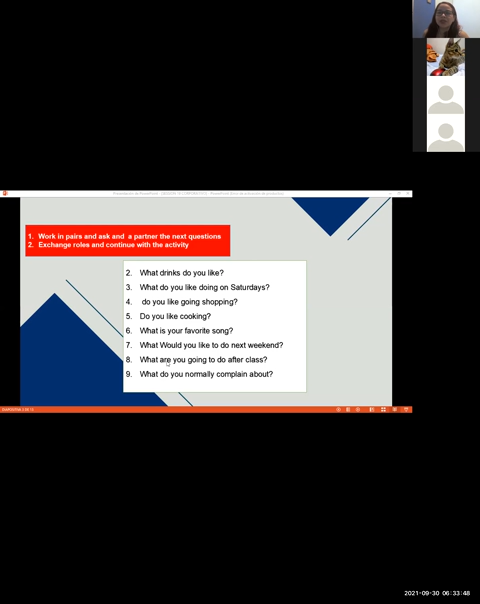 1. Work in pairs and ask and a partner the next questions
2. Exchange roles and continue with the activity
2. What drinks do you like?
3. What do you like doing on Saturdays?
4. do you like going shopping?
5. Do you like cooking?
6. What is your favorite song?
7. What Would you like to do next weekend?
8. What are you going to do after class?
9. What do you normally complain about?
2021-09-30 06:33:48